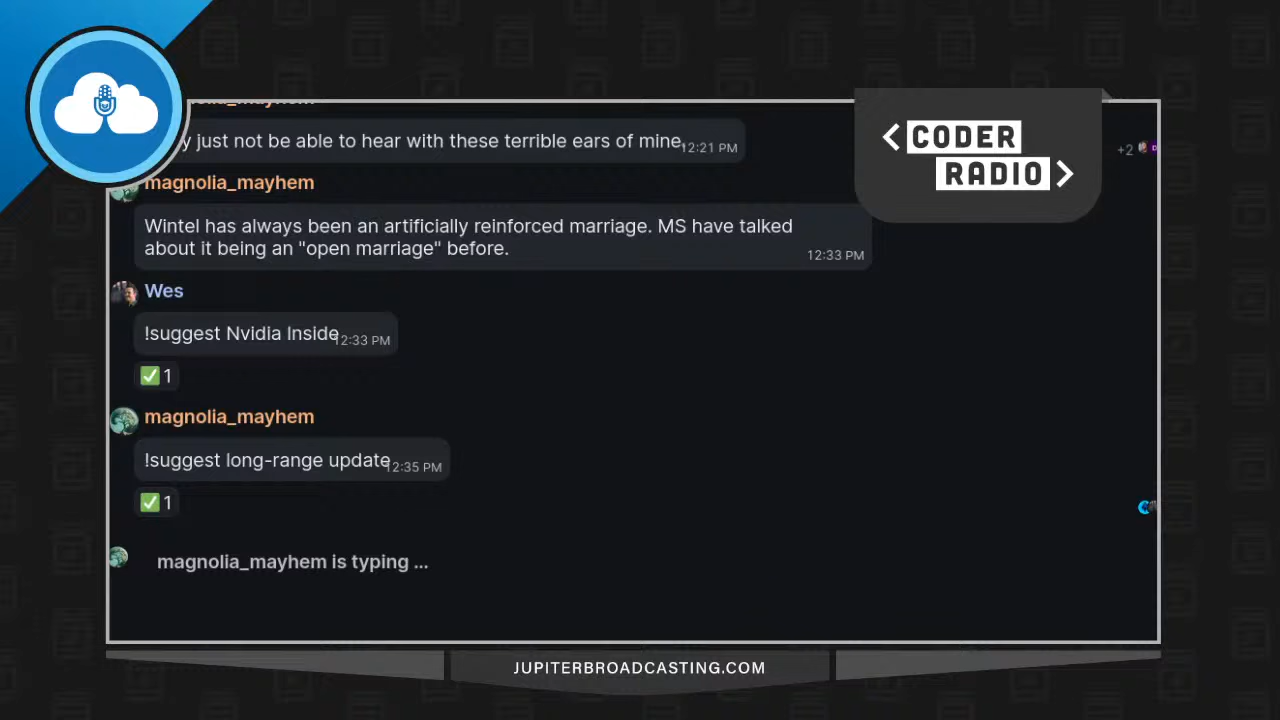 y just not be able to hear with these terrible ears of mine.
12:21 PM
+2
magnolia_mayhem
Wintel has always been an artificially reinforced marriage. MS have talked
about it being an "open marriage" before.
12:33 PM
Wes
!suggest Nvidia Inside
12:33 PM
✅ 1
magnolia_mayhem
!suggest long-range update
12:35 PM
✅ 1
magnolia_mayhem is typing ...
<CODER
RADIO>
JUPITERBROADCASTING.COM